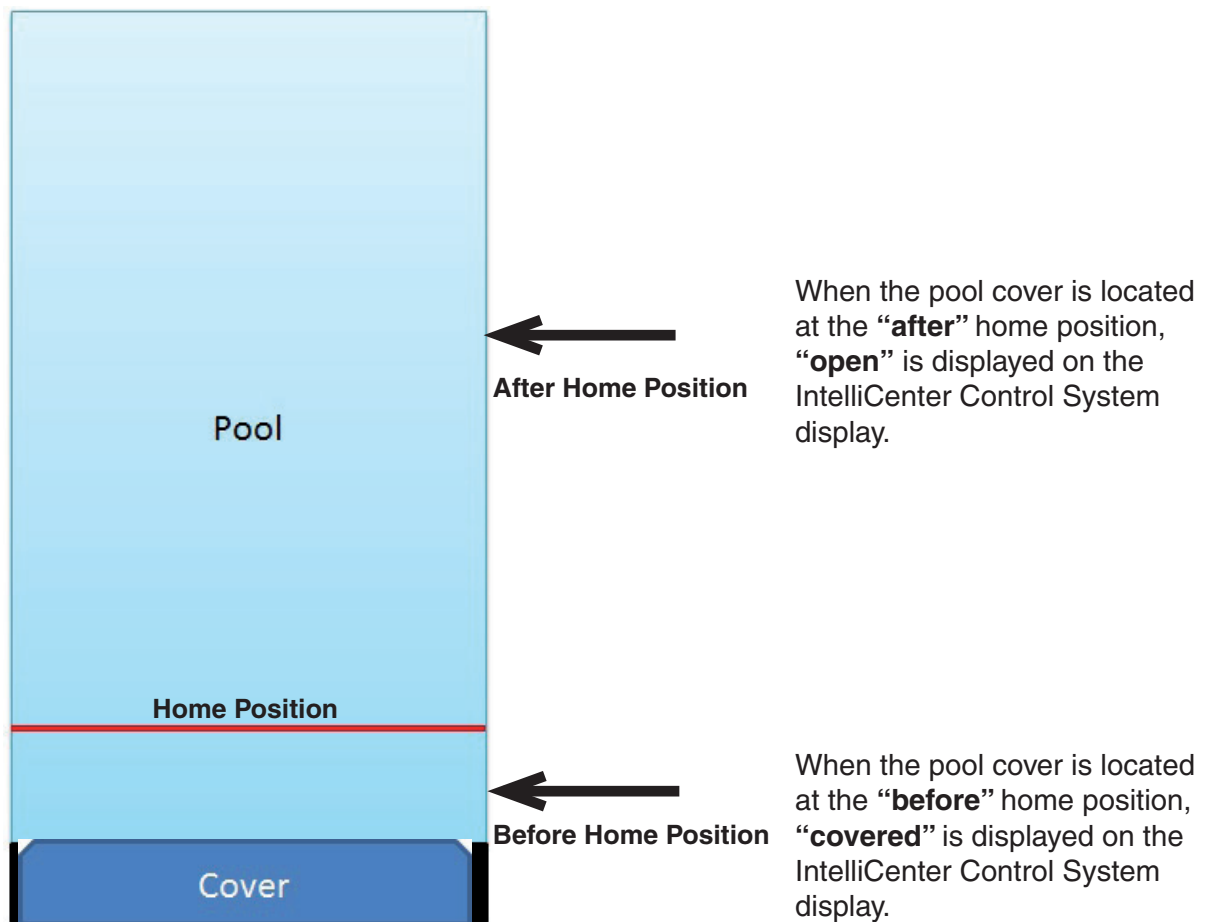 When the pool cover is located
at the “after” home position,
“open” is displayed on the
IntelliCenter Control System
display.
After Home Position
Pool
Home Position
When the pool cover is located
at the “before” home position,
“covered” is displayed on the
IntelliCenter Control System
display.
Before Home Position
Cover